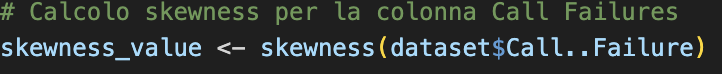 # Calcolo skewness per la colonna Call Failures
skewness_value <- skewness(dataset$Call..Failure)